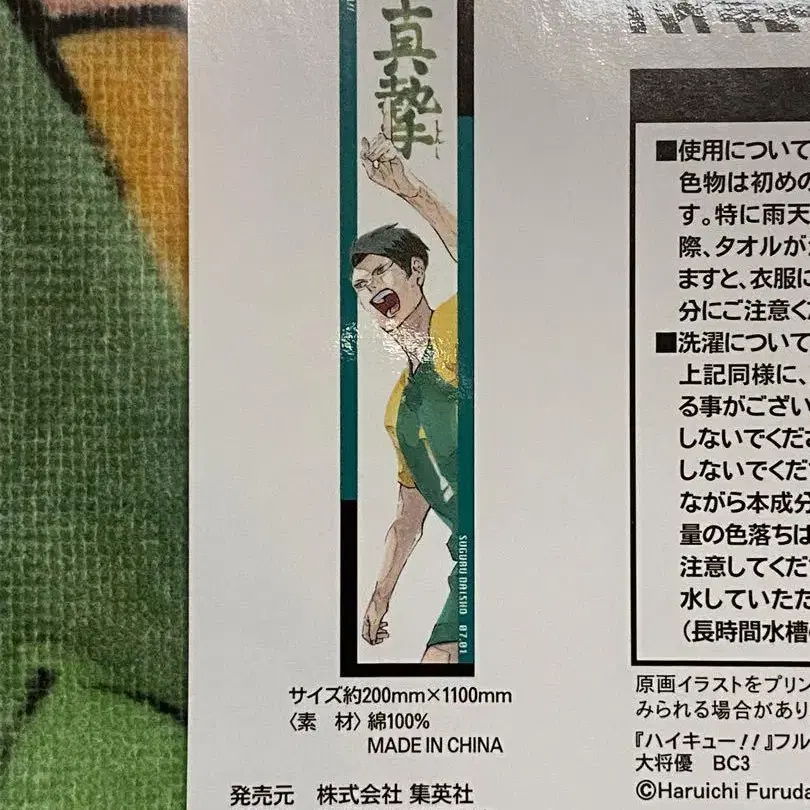 真摯
SUGURU DAISHO 07.01
サイズ約200mm×1100mm
〈素 材〉綿100%
MADE IN CHINA
発売元 株式会社 集英社
■使用について
色物は初めの
す。特に雨天
際、タオルが
ますと、衣服に
分にご注意く
■洗濯について
上記同様に、
る事がござい
しないでくださ
しないでくだ
ながら本成分
量の色落ちは
注意してくだ
水していただ
（長時間水槽
原画イラストをプリン
みられる場合があり
『ハイキュー!!』フル
大将優 BC3
©Haruichi Furuda